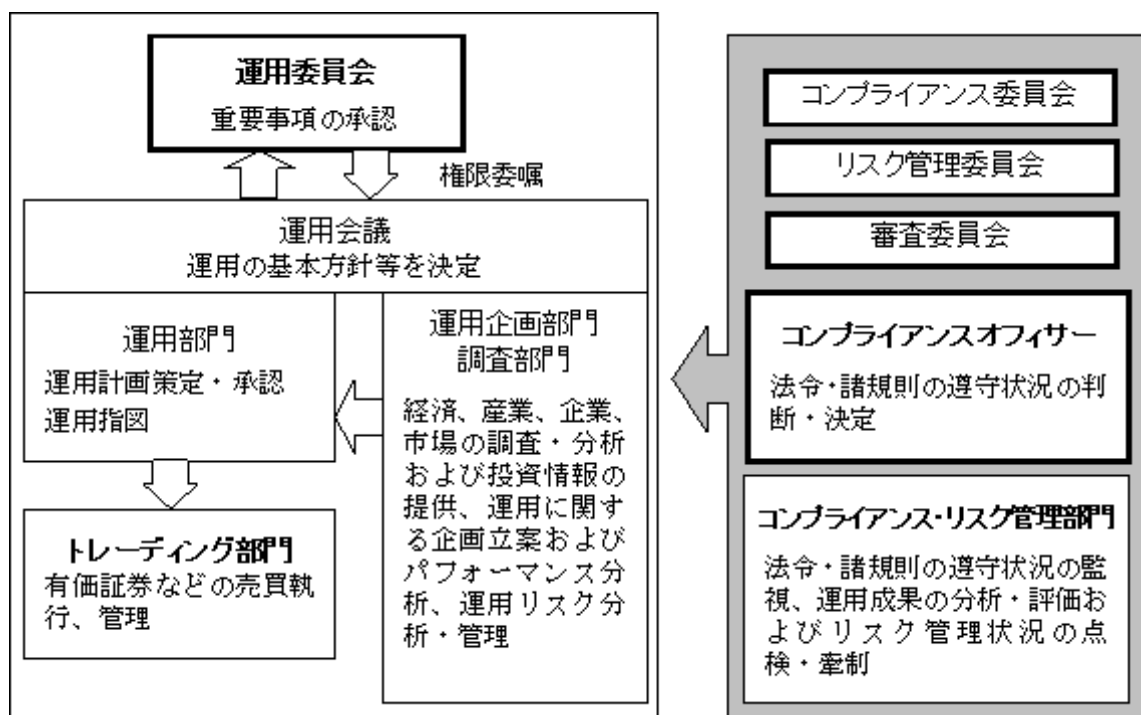 運用委員会
重要事項の承認
権限委嘱
運用会議
運用の基本方針等を決定
運用部門
運用計画策定・承認
運用指図
トレーディング部門
有価証券などの売買執
行、管理
運用企画部門
調査部門
経済、産業、企業、
市場の調査・分析
および投資情報の
提供、運用に関す
る企画立案および
パフォーマンス分
析、運用リスク分
析・管理
コンプライアンス委員会
リスク管理委員会
審査委員会
コンプライアンスオフィサー
法令・諸規則の遵守状況の判
断・決定
コンプライアンス・リスク管理部門
法令・諸規則の遵守状況の監
視、運用成果の分析・評価お
よびリスク管理状況の点
検・牽制